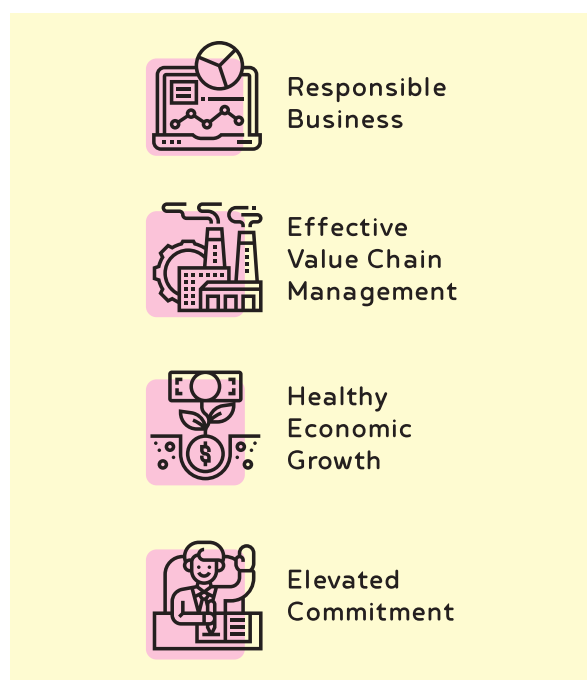 Responsible
Business
Effective
Value Chain
Management
Healthy
Economic
Growth
$
Elevated
Commitment